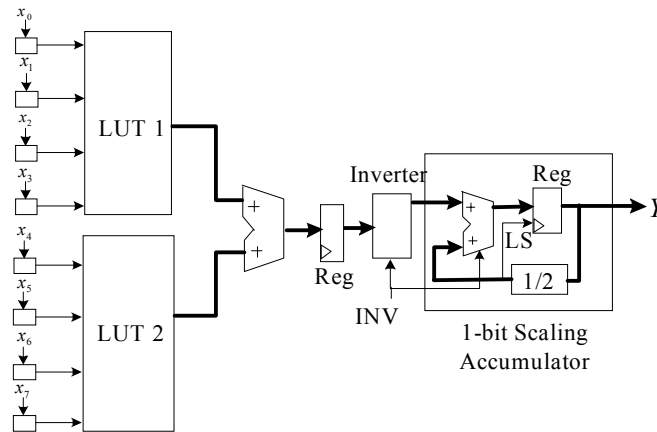 x0
x1
x2
x3
LUT 1
x4
x5
x6
x7
LUT 2
+
+
Reg
Inverter
INV
+
+
Reg
LS
1/2
Y
1-bit Scaling
Accumulator